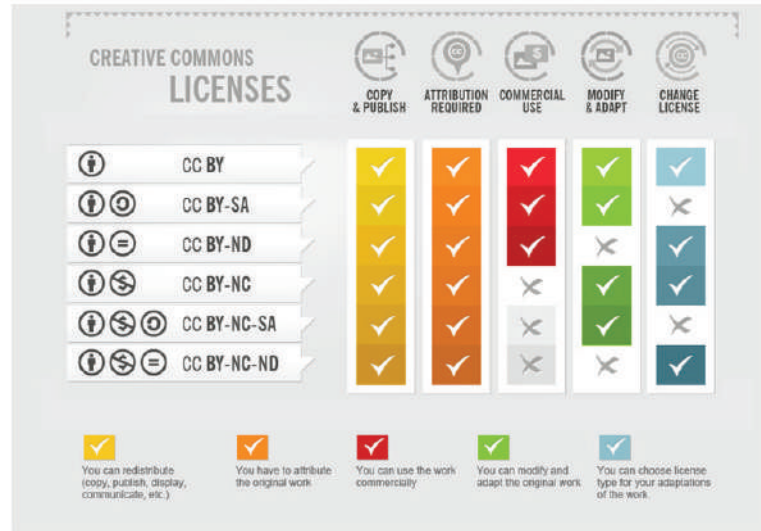 CREATIVE COMMONS
LICENSES
COPY
& PUBLISH
ATTRIBUTION
REQUIRED
COMMERCIAL
USE
MODIFY
& ADAPT
CHANGE
LICENSE
CC BY
CC BY-SA
CC BY-ND
CC BY-NC
CC BY-NC-SA
CC BY-NC-ND
You can redistribute
(copy, publish, display,
communicate, etc.)
You have to attribute
the original work
You can use the work
commercially
You can modify and
adapt the original work
You can choose license
type for your adaptations
of the work.